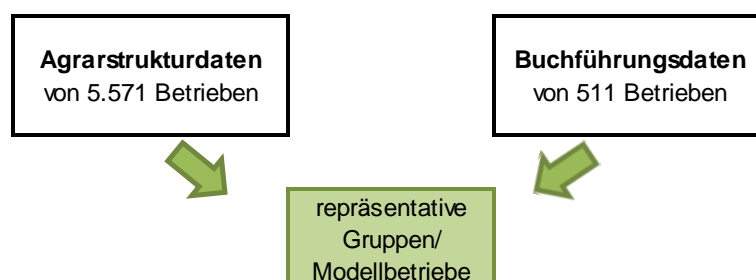 Agrarstrukturdaten
von 5.571 Betrieben
Buchführungsdaten
von 511 Betrieben
repräsentative
Gruppen/
Modellbetriebe